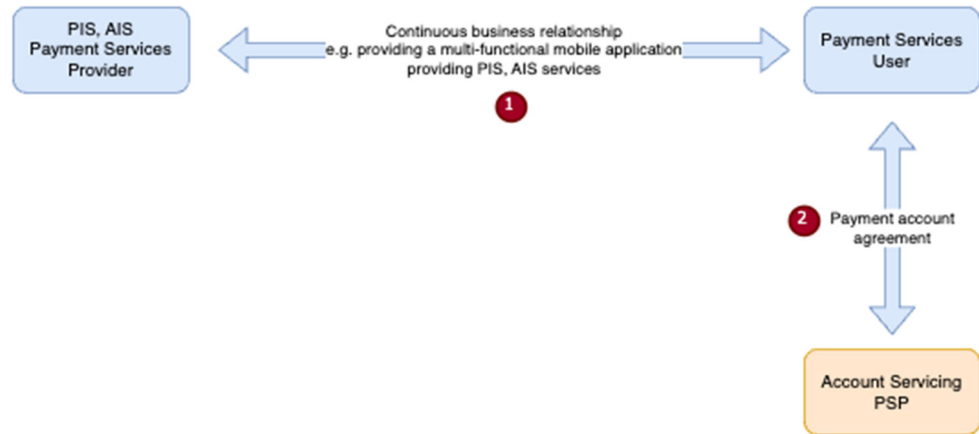 PIS, AIS
Payment Services
Provider
Continuous business relationship
e.g. providing a multi-functional mobile application
providing PIS, AIS services
1
Payment Services
User
2
Payment account
agreement
Account Servicing
PSP